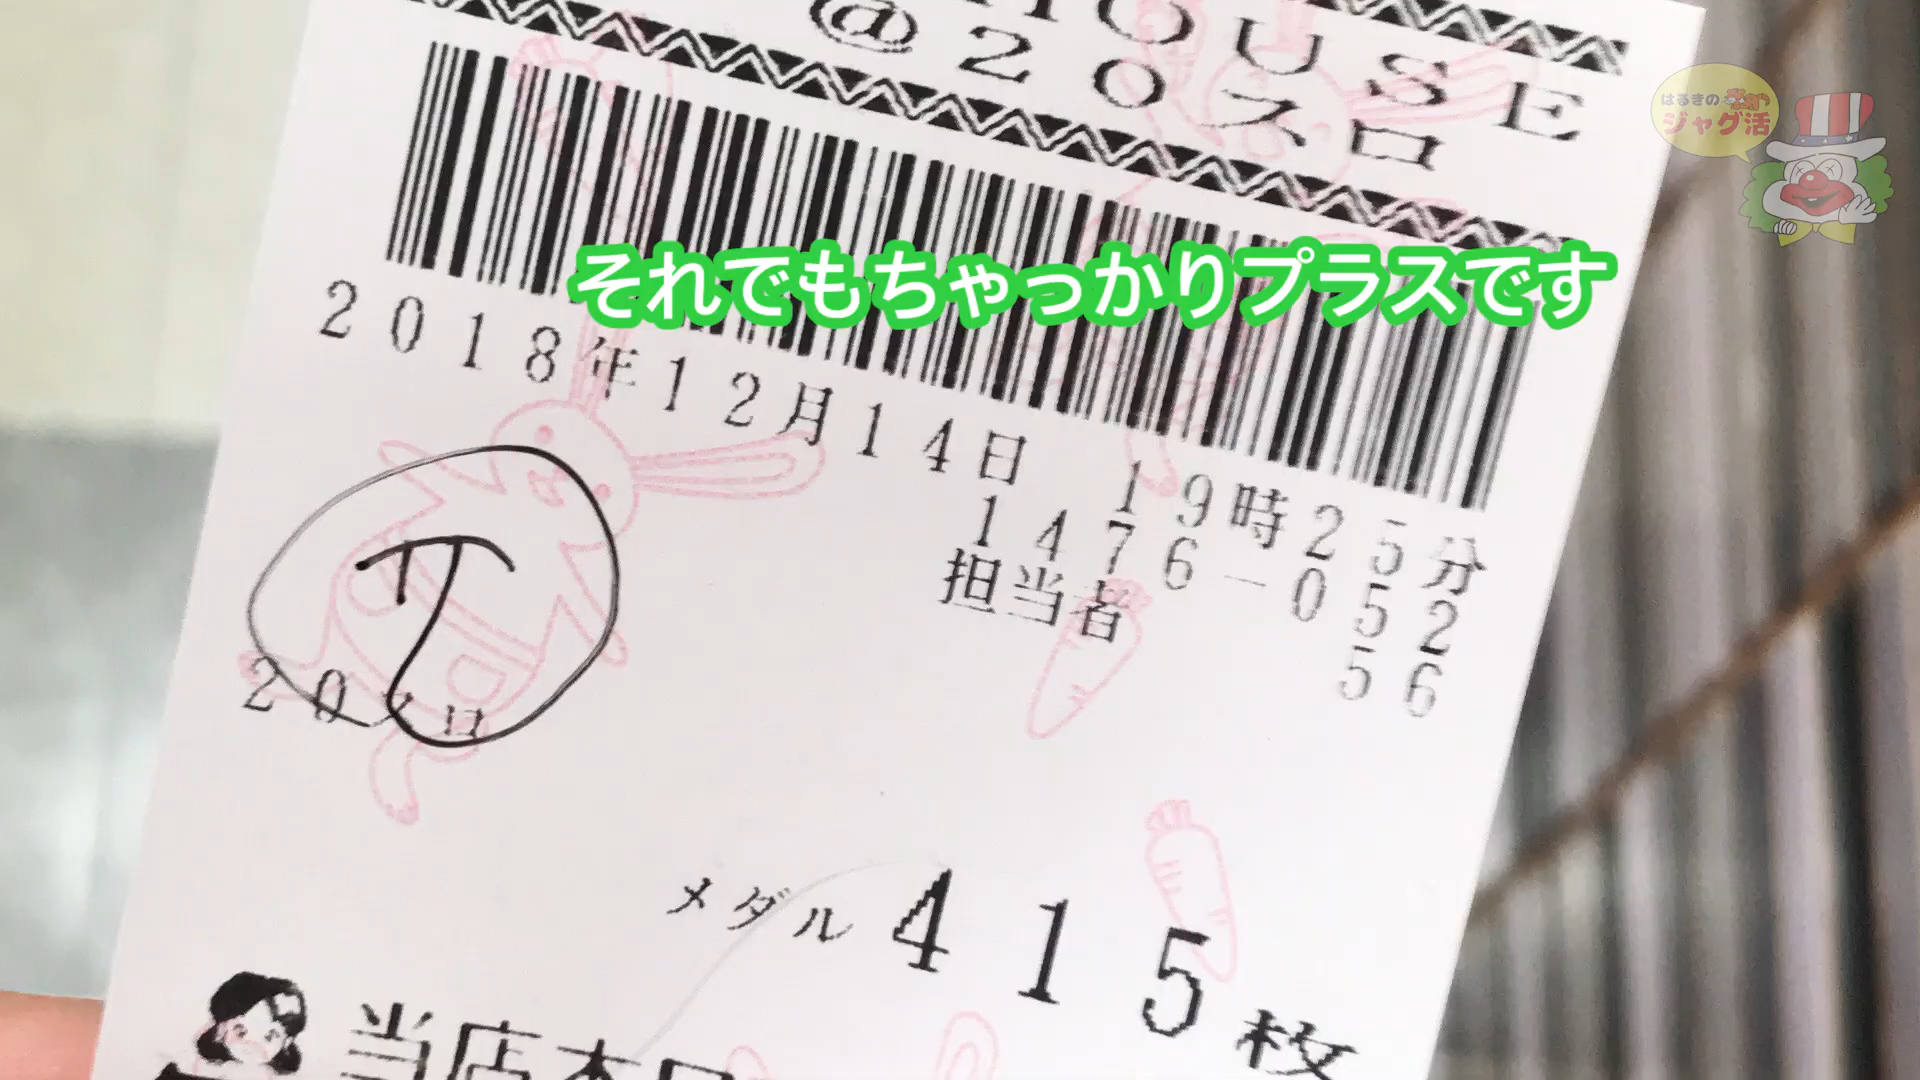 HOUSE
@20スロ
はるきの
ジャグ活
それでもちゃっかりプラスです
2018年12月14日 19時25分
1476-0552
担当者 56
20スロ
メダル 415枚
当店本日